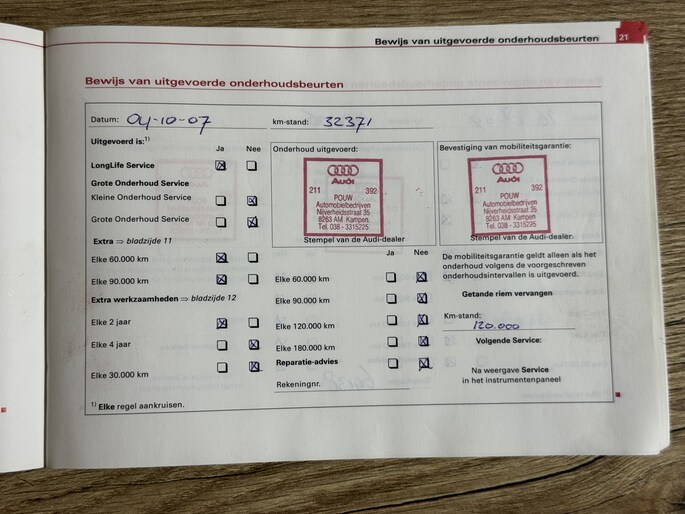 Bewijs van uitgevoerde onderhoudsbeurten 21
Bewijs van uitgevoerde onderhoudsbeurten
Datum: 04-10-07 km-stand: 32371
Uitgevoerd is:1)
Ja Nee
LongLife Service
Grote Onderhoud Service
Kleine Onderhoud Service
Grote Onderhoud Service
Extra ⇒ bladzijde 11
Elke 60.000 km
Elke 90.000 km
Extra werkzaamheden ⇒ bladzijde 12
Elke 2 jaar
Elke 4 jaar
Elke 30.000 km
1) Elke regel aankruisen.
Onderhoud uitgevoerd:
Audi
211 392
POUW
Automobielbedrijven
Nijverheidsstraat 35
8263 AM Kampen
Tel. 038 - 3315225
Stempel van de Audi-dealer
Ja Nee
Elke 60.000 km
Elke 90.000 km
Elke 120.000 km
Elke 180.000 km
Reparatie-advies
Rekeningnr.
Bevestiging van mobiliteitsgarantie:
Audi
211 392
POUW
Automobielbedrijven
Nijverheidsstraat 35
8263 AM Kampen
Tel. 038 - 3315225
Stempel van de Audi-dealer.
De mobiliteitsgarantie geldt alleen als het
onderhoud volgens de voorgeschreven
onderhoudsintervallen is uitgevoerd.
Getande riem vervangen
Km-stand:
120.000
Volgende Service:
Na weergave Service
in het instrumentenpaneel